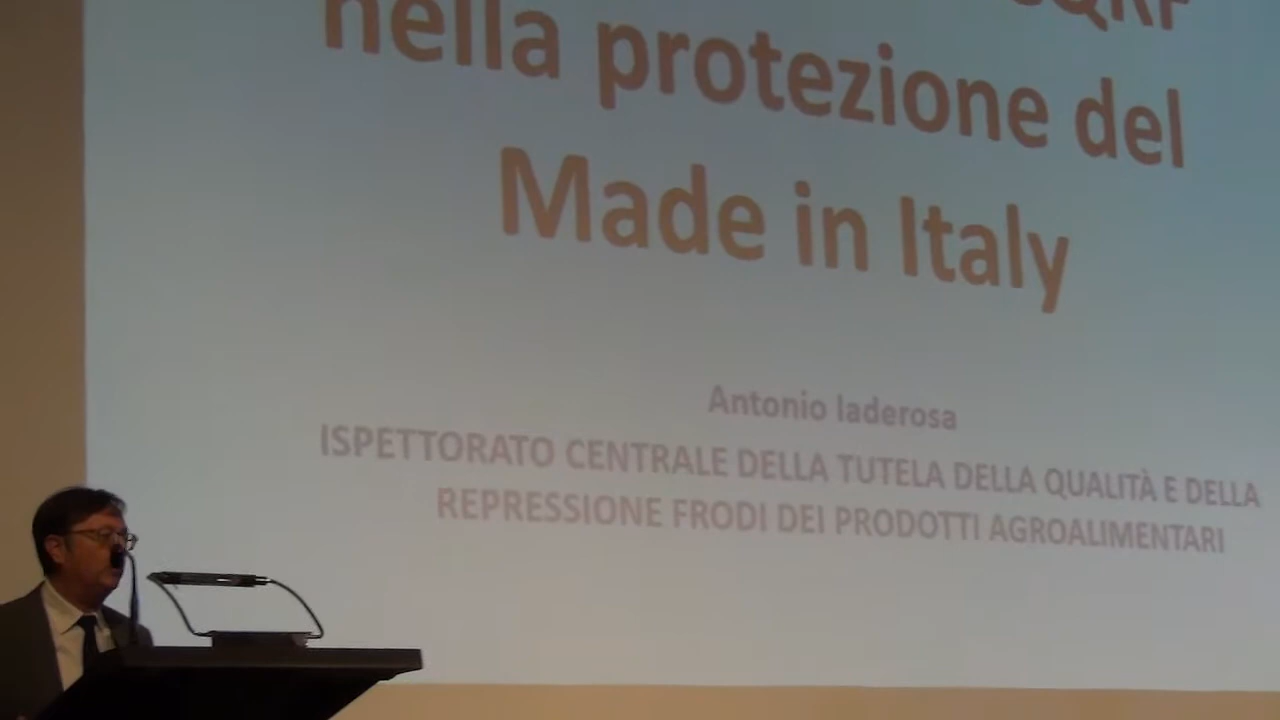 nella protezione del
Made in Italy
Antonio Iaderosa
ISPETTORATO CENTRALE DELLA TUTELA DELLA QUALITÀ E DELLA
REPRESSIONE FRODI DEI PRODOTTI AGROALIMENTARI